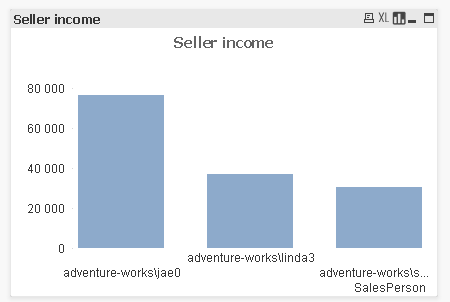 Seller income
XL
Seller income
80 000
60 000
40 000
20 000
0
adventure-works\jae0
adventure-works\linda3
adventure-works\s...
SalesPerson